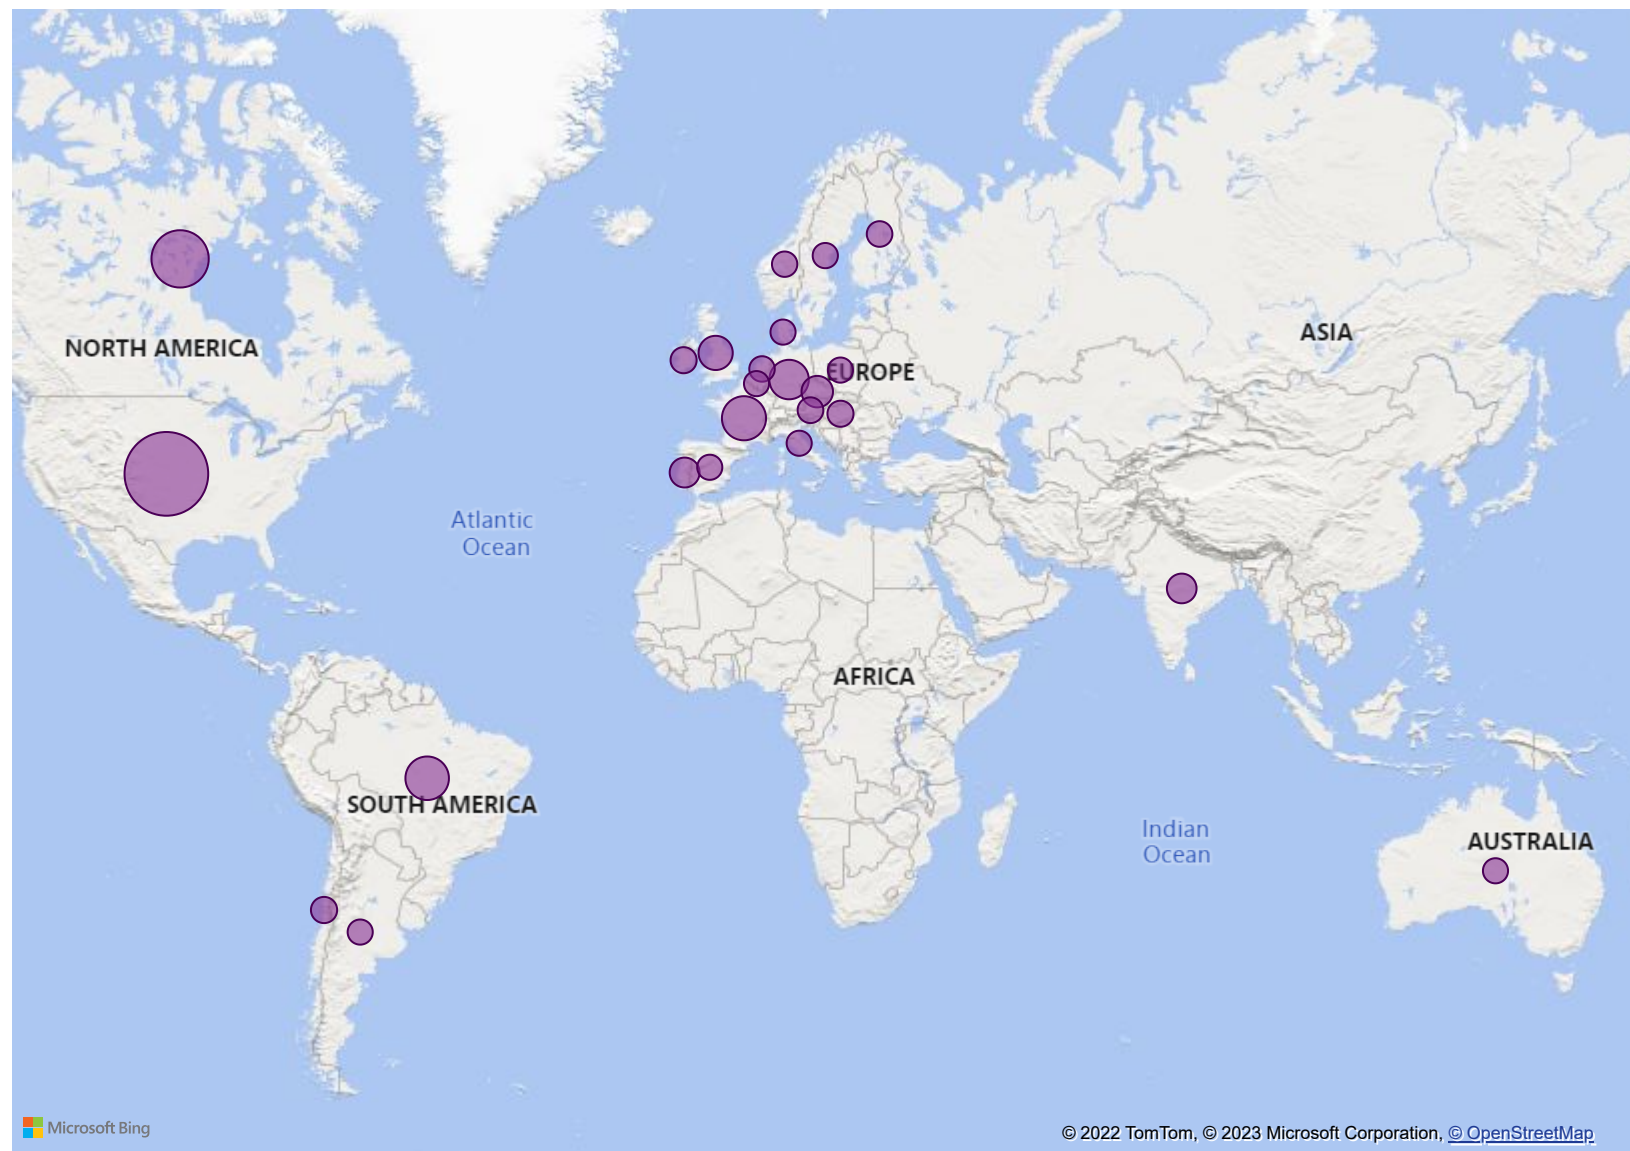 NORTH AMERICA
ASIA
EUROPE
Atlantic
Ocean
AFRICA
SOUTH AMERICA
Indian
Ocean
AUSTRALIA
Microsoft Bing
© 2022 TomTom, © 2023 Microsoft Corporation, © OpenStreetMap